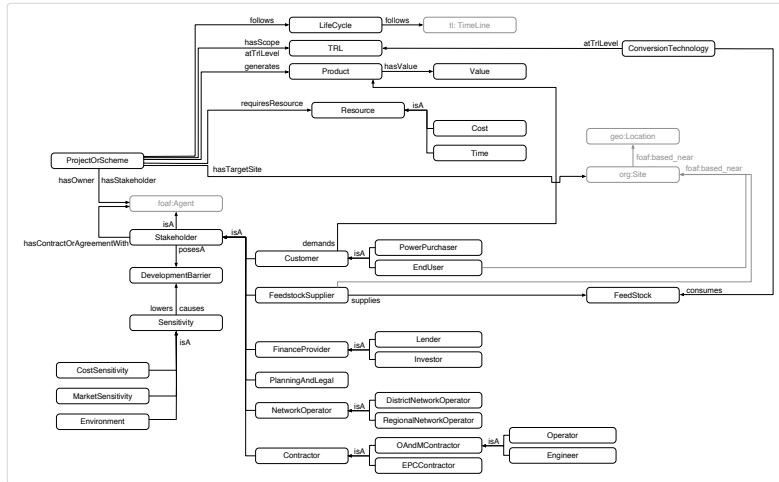 follows
LifeCycle
follows
tl: TimeLine
hasScope
atTrlLevel
TRL
atTrlLevel
ConversionTechnology
generates
Product
hasValue
Value
requiresResource
Resource
isA
Cost
Time
geo:Location
foaf:based_near
foaf:based_near
ProjectOrScheme
hasTargetSite
org:Site
hasOwner
hasStakeholder
foaf:Agent
isA
hasContractOrAgreementWith
Stakeholder
isA
posesA
demands
Customer
isA
PowerPurchaser
EndUser
DevelopmentBarrier
FeedstockSupplier
supplies
FeedStock
consumes
lowers
causes
Sensitivity
isA
FinanceProvider
isA
Lender
Investor
CostSensitivity
PlanningAndLegal
MarketSensitivity
NetworkOperator
isA
DistrictNetworkOperator
RegionalNetworkOperator
Environment
Contractor
isA
OAndMContractor
EPCContractor
isA
Operator
Engineer